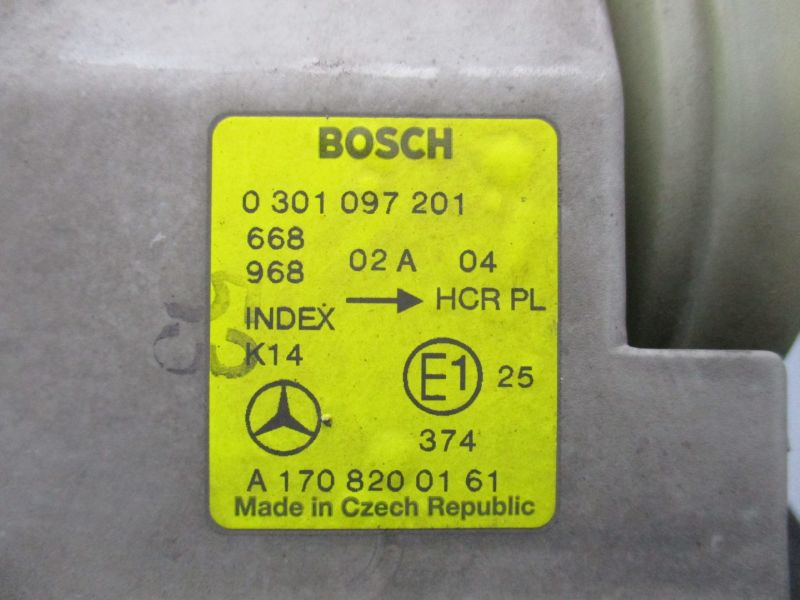 BOSCH
0 301 097 201
668
968 02 A 04
INDEX → HCR PL
K14
E1 25
374
A 170 820 01 61
Made in Czech Republic